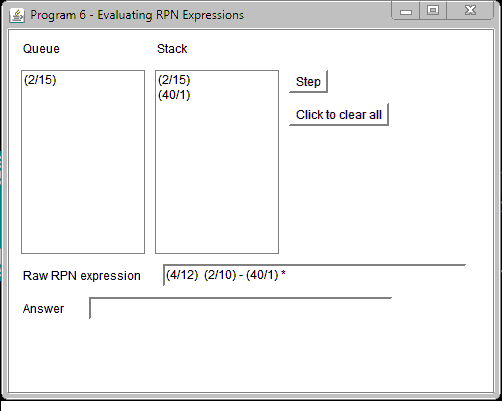 Program 6 - Evaluating RPN Expressions
Queue Stack
(2/15) (2/15) Step
(40/1)
Click to clear all
Raw RPN expression (4/12) (2/10) - (40/1) *
Answer